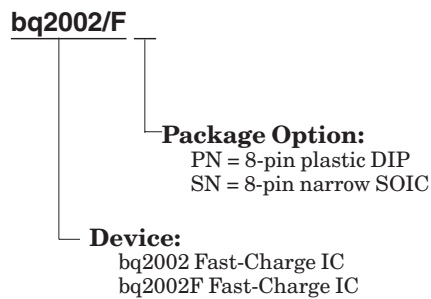 bq2002/F
Package Option:
PN = 8-pin plastic DIP
SN = 8-pin narrow SOIC
Device:
bq2002 Fast-Charge IC
bq2002F Fast-Charge IC